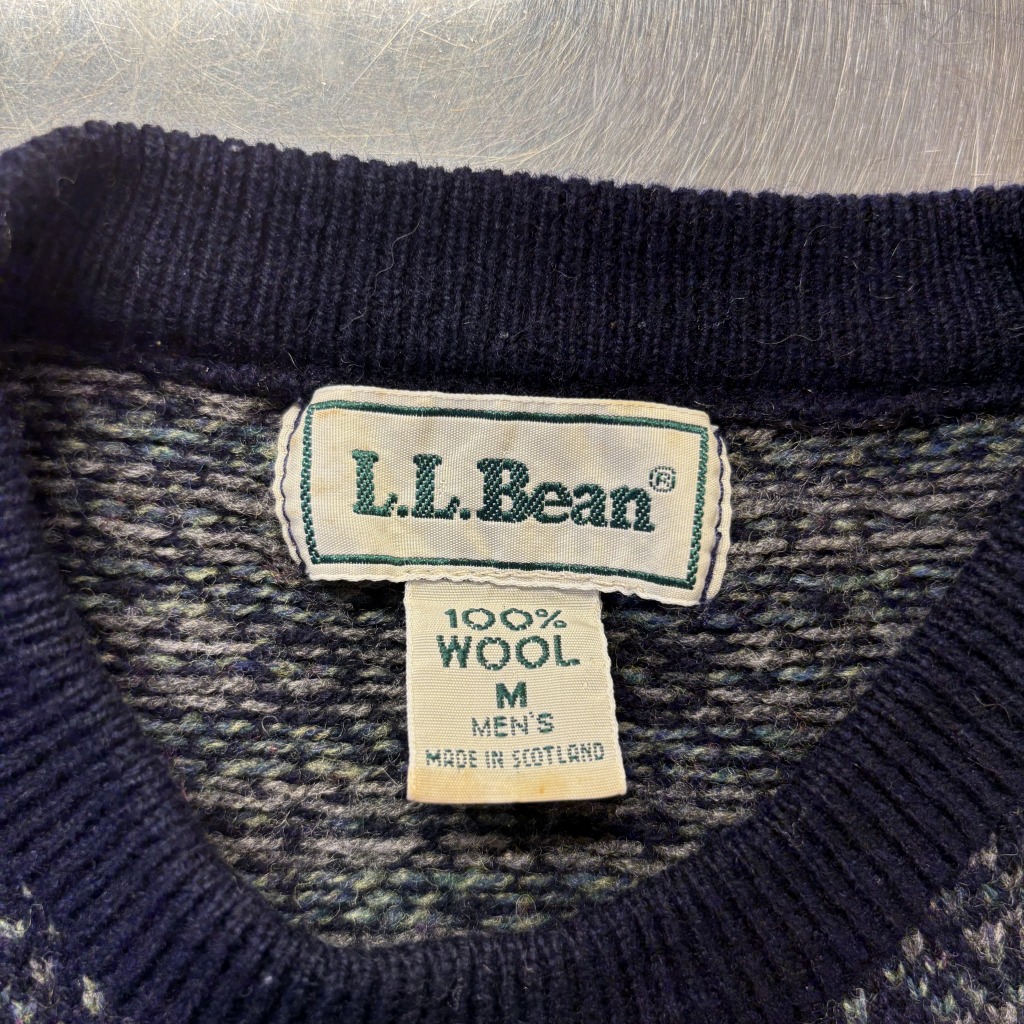 L.L.Bean®
100%
WOOL
M
MEN'S
MADE IN SCOTLAND